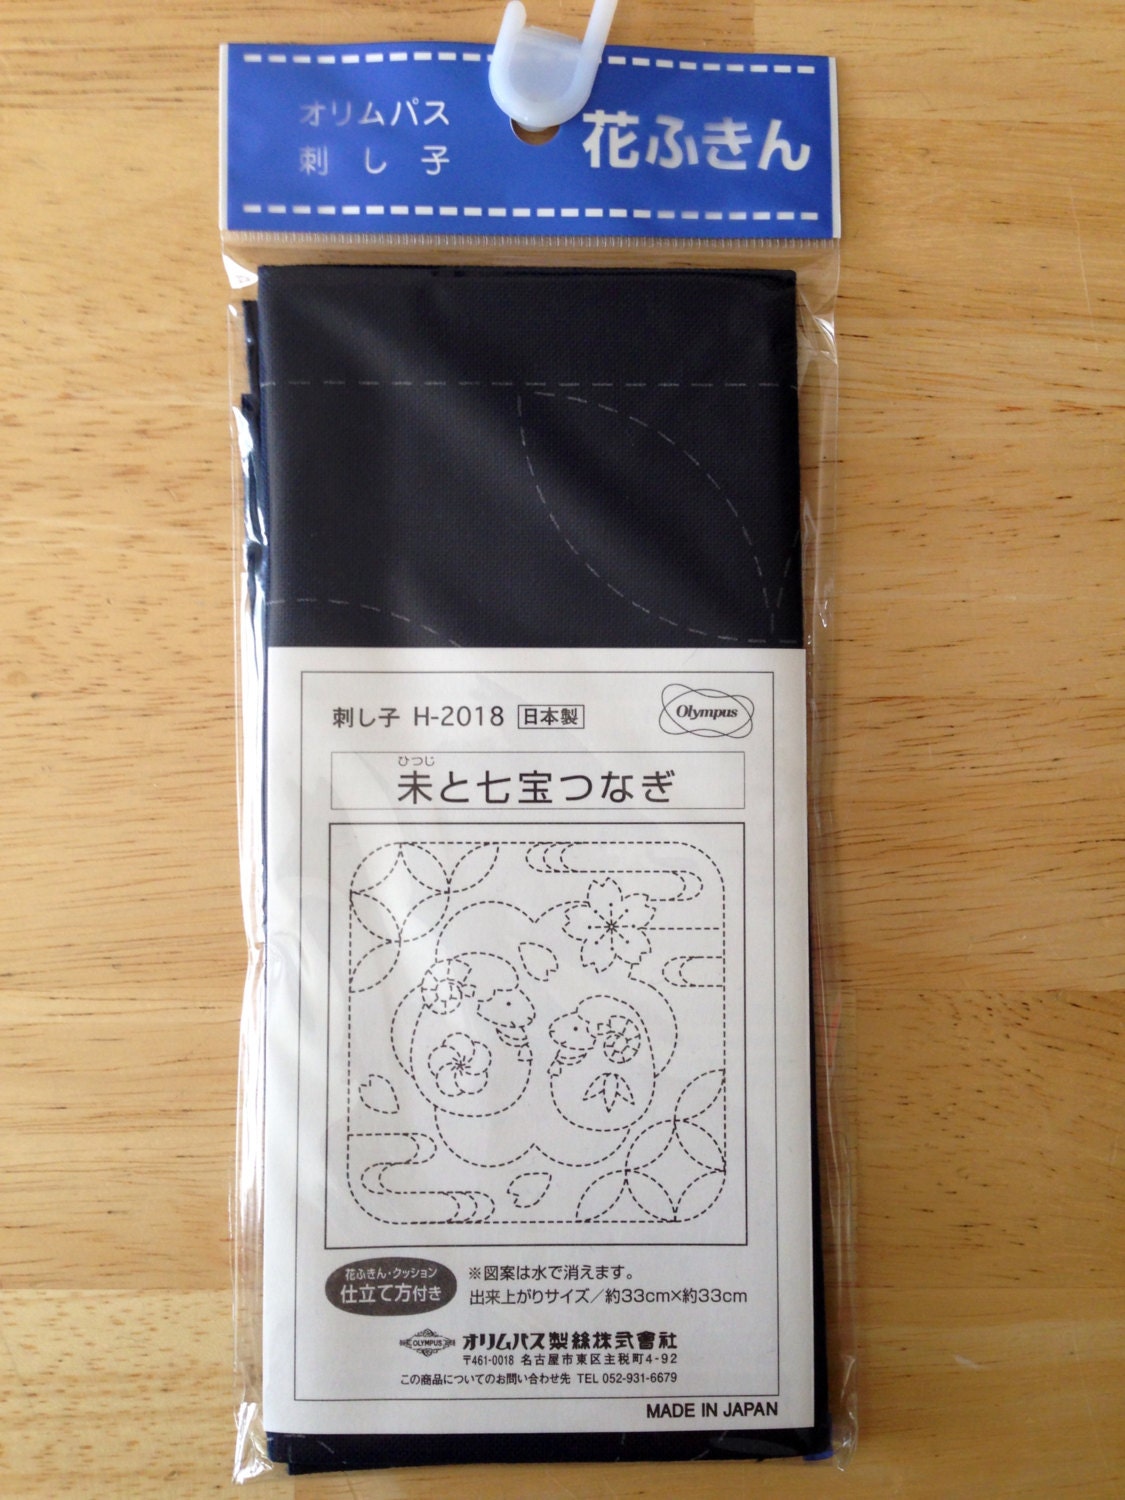 オリムパス
刺し子
花ふきん
刺し子 H-2018 日本製
Olympus
ひつじ
未と七宝つなぎ
花ふきん・クッション
仕立て方付き
※図案は水で消えます。
出来上がりサイズ／約33cm×約33cm
OLYMPUS オリムパス製絲株式會社
〒461-0018 名古屋市東区主税町4-92
この商品についてのお問い合わせ先 TEL 052-931-6679
MADE IN JAPAN